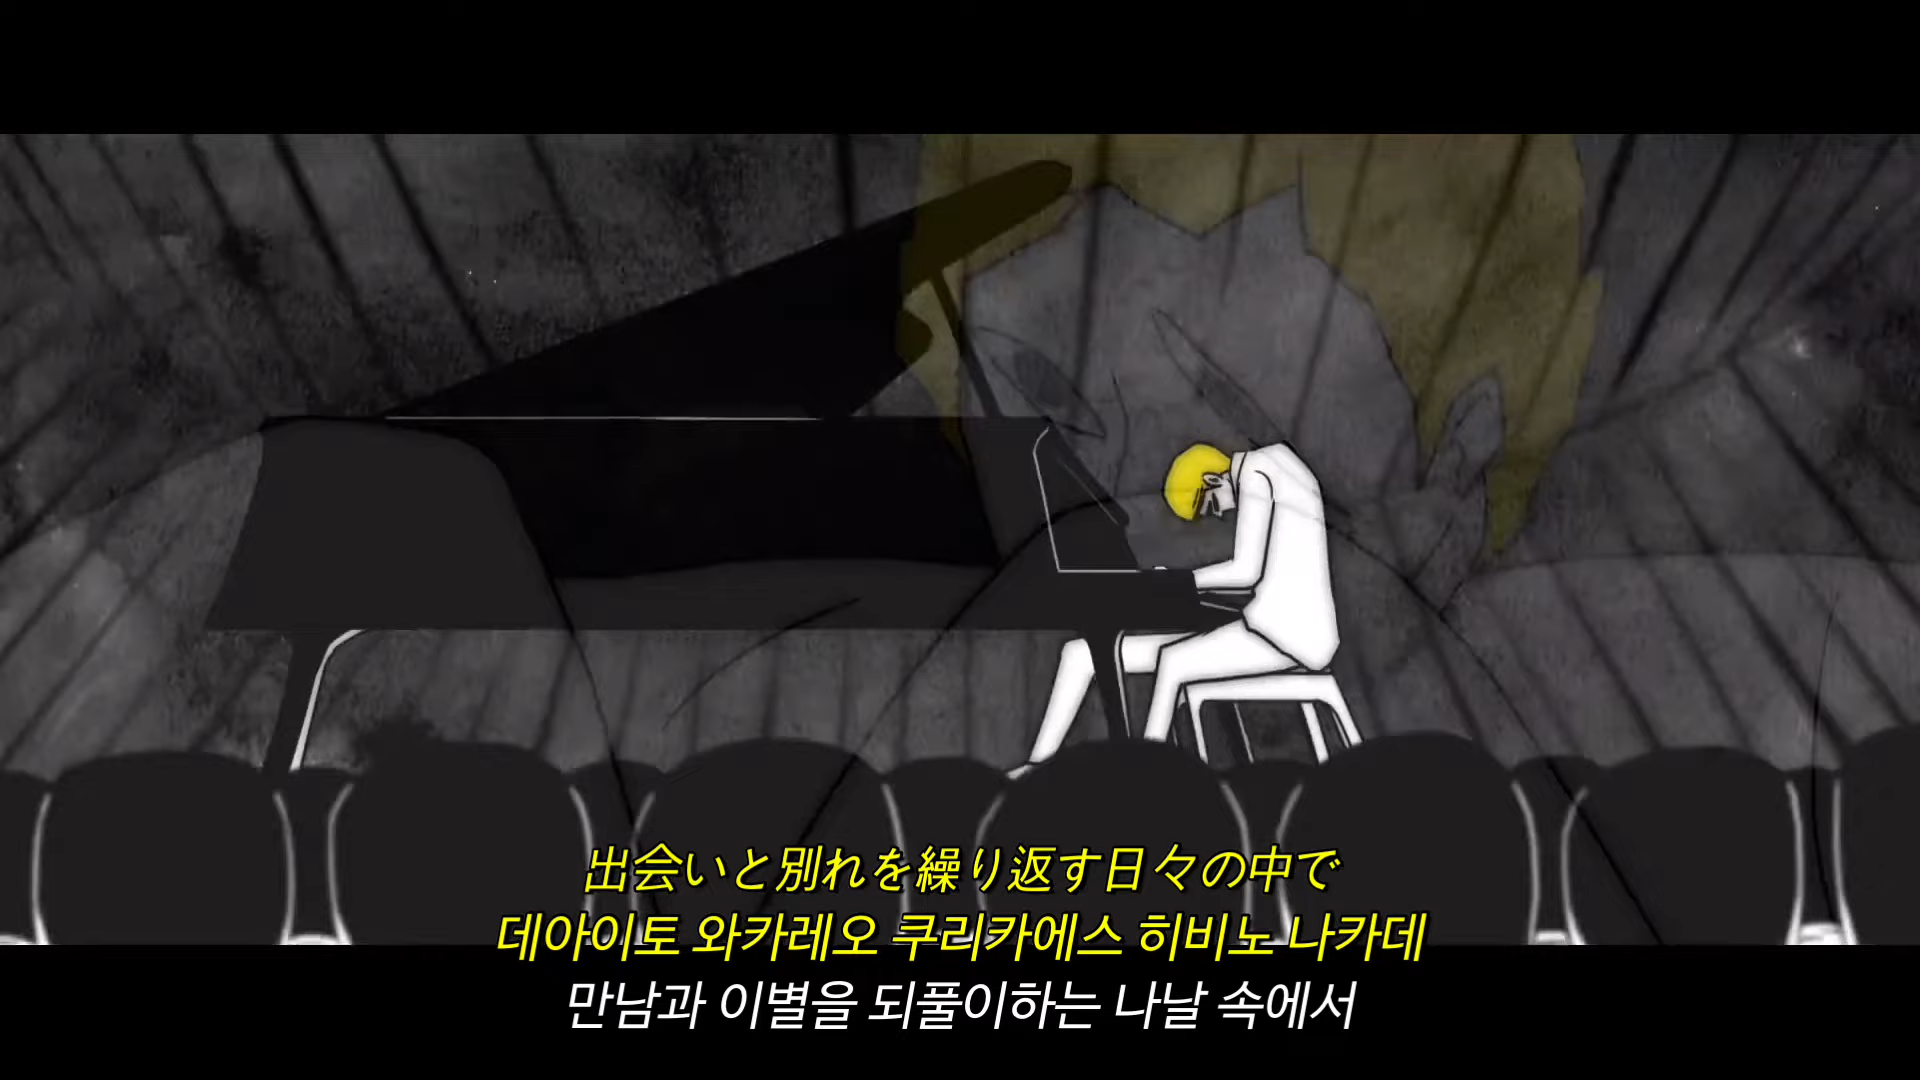 出会いと別れを繰り返す日々の中で
데아이토 와카레오 쿠리카에스 히비노 나카데
만남과 이별을 되풀이하는 나날 속에서